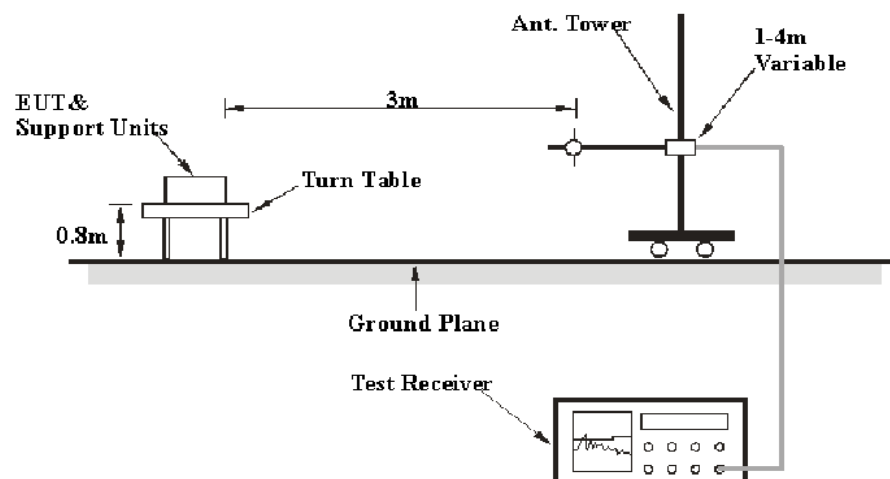 Ant. Tower
1-4m
Variable
3m
EUT&
Support Units
Turn Table
0.8m
Ground Plane
Test Receiver